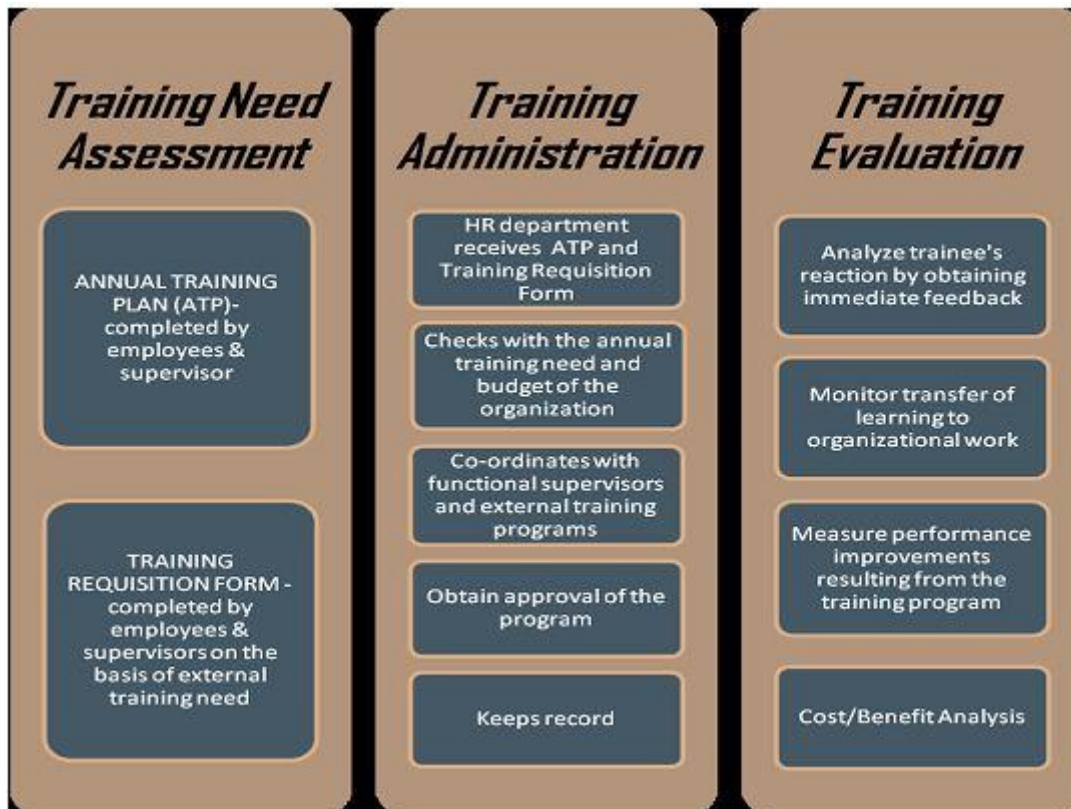 Training Need
Assessment
ANNUAL TRAINING
PLAN (ATP)-
completed by
employees &
supervisor
TRAINING
REQUISITION FORM -
completed by
employees &
supervisors on the
basis of external
training need
Training
Administration
HR department
receives ATP and
Training Requisition
Form
Checks with the annual
training need and
budget of the
organization
Co-ordinates with
functional supervisors
and external training
programs
Obtain approval of the
program
Keeps record
Training
Evaluation
Analyze trainee's
reaction by obtaining
immediate feedback
Monitor transfer of
learning to
organizational work
Measure performance
improvements
resulting from the
training program
Cost/Benefit Analysis